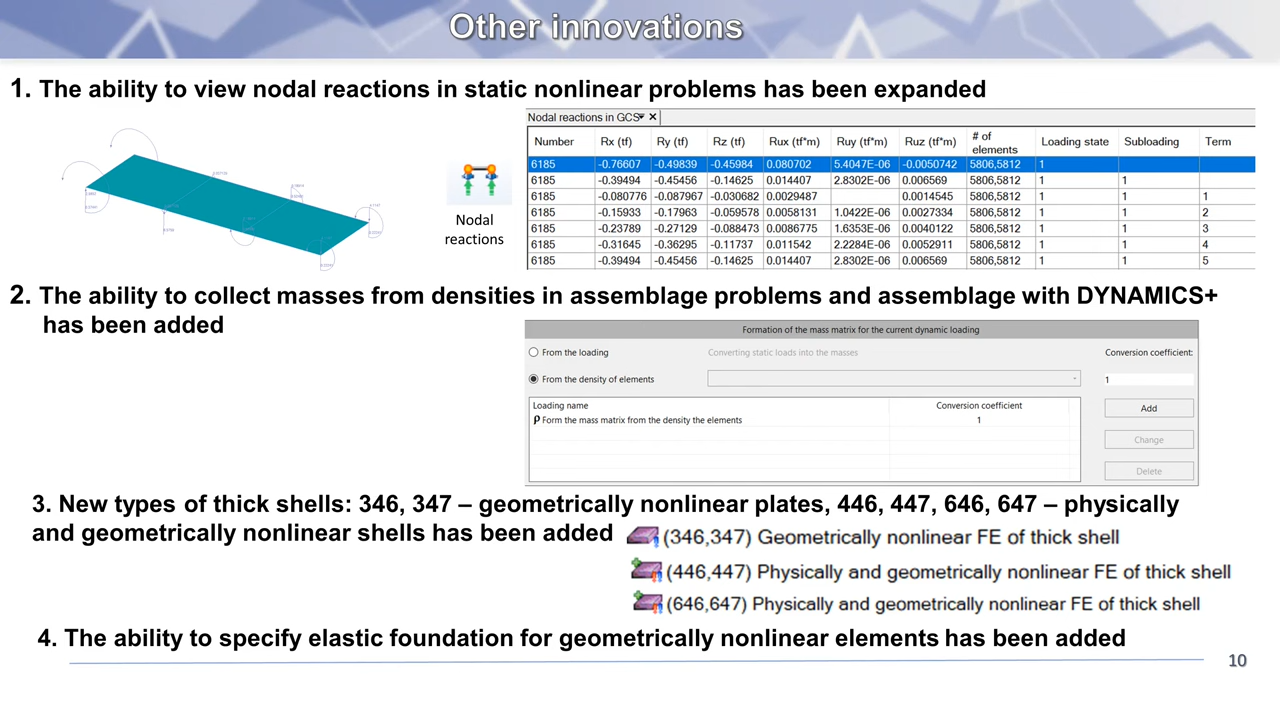 Other innovations
1. The ability to view nodal reactions in static nonlinear problems has been expanded
Nodal reactions
Nodal reactions in GCS
Number Rx (tf) Ry (tf) Rz (tf) Rux (tf*m) Ruy (tf*m) Ruz (tf*m) # of elements Loading state Subloading Term
6185 -0.76607 -0.49839 -0.45984 0.080702 5.4047E-06 -0.0050742 5806,5812 1
6185 -0.39494 -0.45456 -0.14625 0.014407 2.8302E-06 0.006569 5806,5812 1 1
6185 -0.080776 -0.087967 -0.030682 0.0029487 0.0014545 5806,5812 1 1 1
6185 -0.15933 -0.17963 -0.059578 0.0058131 1.0422E-06 0.0027334 5806,5812 1 1 2
6185 -0.23789 -0.27129 -0.088473 0.0086775 1.6353E-06 0.0040122 5806,5812 1 1 3
6185 -0.31645 -0.36295 -0.11737 0.011542 2.2284E-06 0.0052911 5806,5812 1 1 4
6185 -0.39494 -0.45456 -0.14625 0.014407 2.8302E-06 0.006569 5806,5812 1 1 5
2. The ability to collect masses from densities in assemblage problems and assemblage with DYNAMICS+
has been added
Formation of the mass matrix for the current dynamic loading
From the loading Converting static loads into the masses Conversion coefficient:
From the density of elements 1
Loading name Conversion coefficient Add
ρ Form the mass matrix from the density the elements 1
Change
Delete
3. New types of thick shells: 346, 347 – geometrically nonlinear plates, 446, 447, 646, 647 – physically
and geometrically nonlinear shells has been added
(346,347) Geometrically nonlinear FE of thick shell
(446,447) Physically and geometrically nonlinear FE of thick shell
(646,647) Physically and geometrically nonlinear FE of thick shell
4. The ability to specify elastic foundation for geometrically nonlinear elements has been added
10